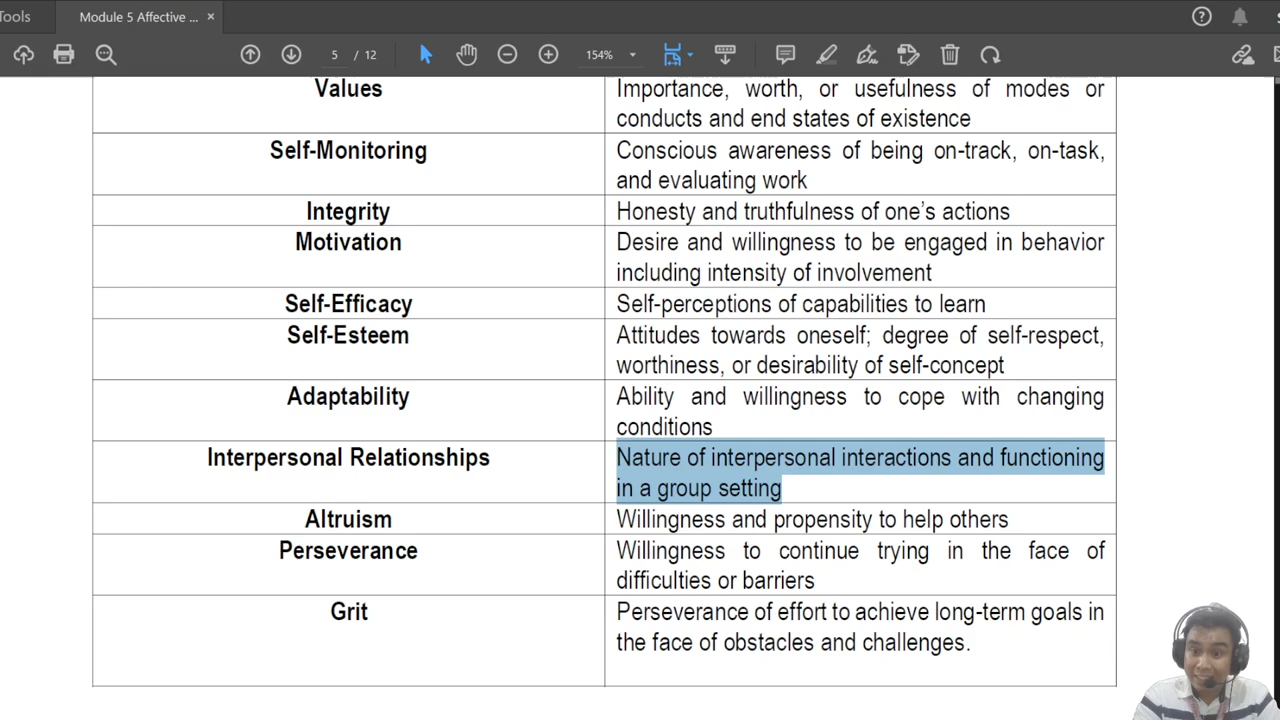 Tools
Module 5 Affective ... ×
5 / 12
154%
Values
Importance, worth, or usefulness of modes or
conducts and end states of existence
Self-Monitoring
Conscious awareness of being on-track, on-task,
and evaluating work
Integrity
Honesty and truthfulness of one's actions
Motivation
Desire and willingness to be engaged in behavior
including intensity of involvement
Self-Efficacy
Self-perceptions of capabilities to learn
Self-Esteem
Attitudes towards oneself; degree of self-respect,
worthiness, or desirability of self-concept
Adaptability
Ability and willingness to cope with changing
conditions
Interpersonal Relationships
Nature of interpersonal interactions and functioning
in a group setting
Altruism
Willingness and propensity to help others
Perseverance
Willingness to continue trying in the face of
difficulties or barriers
Grit
Perseverance of effort to achieve long-term goals in
the face of obstacles and challenges.